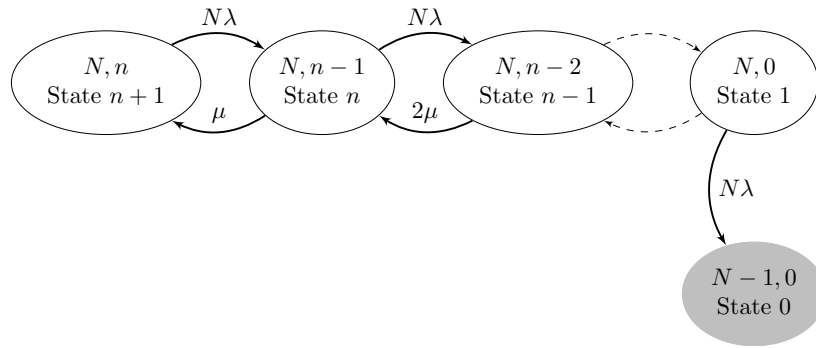 Nλ
Nλ
N, n
State n + 1
N, n − 1
State n
N, n − 2
State n − 1
N, 0
State 1
μ
2μ
Nλ
N − 1, 0
State 0